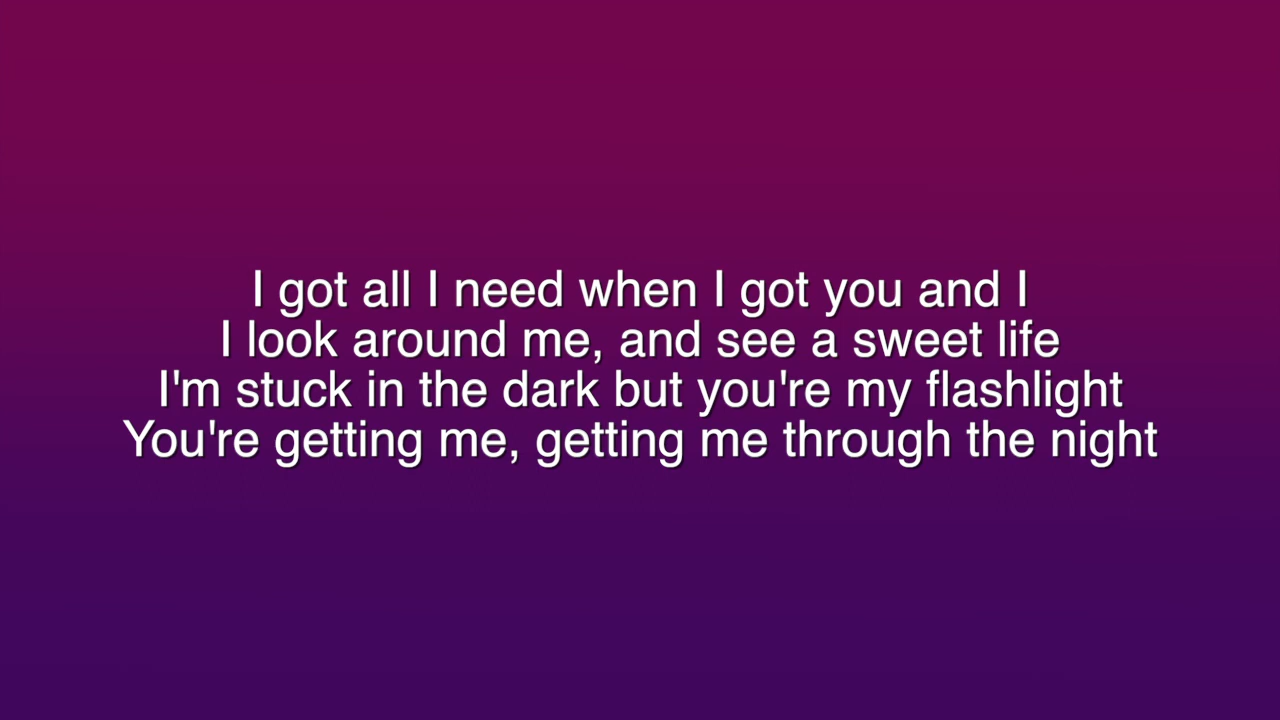 I got all I need when I got you and I
I look around me, and see a sweet life
I'm stuck in the dark but you're my flashlight
You're getting me, getting me through the night